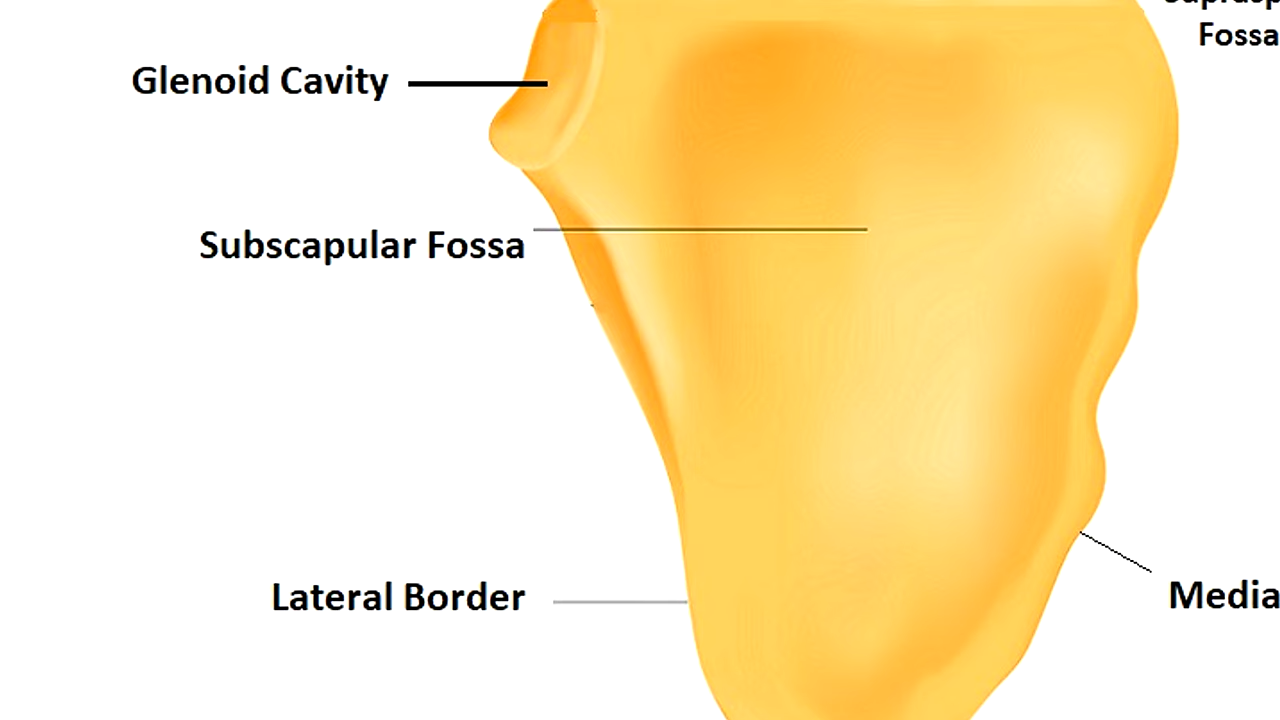 Fossa
Glenoid Cavity
Subscapular Fossa
Lateral Border
Media